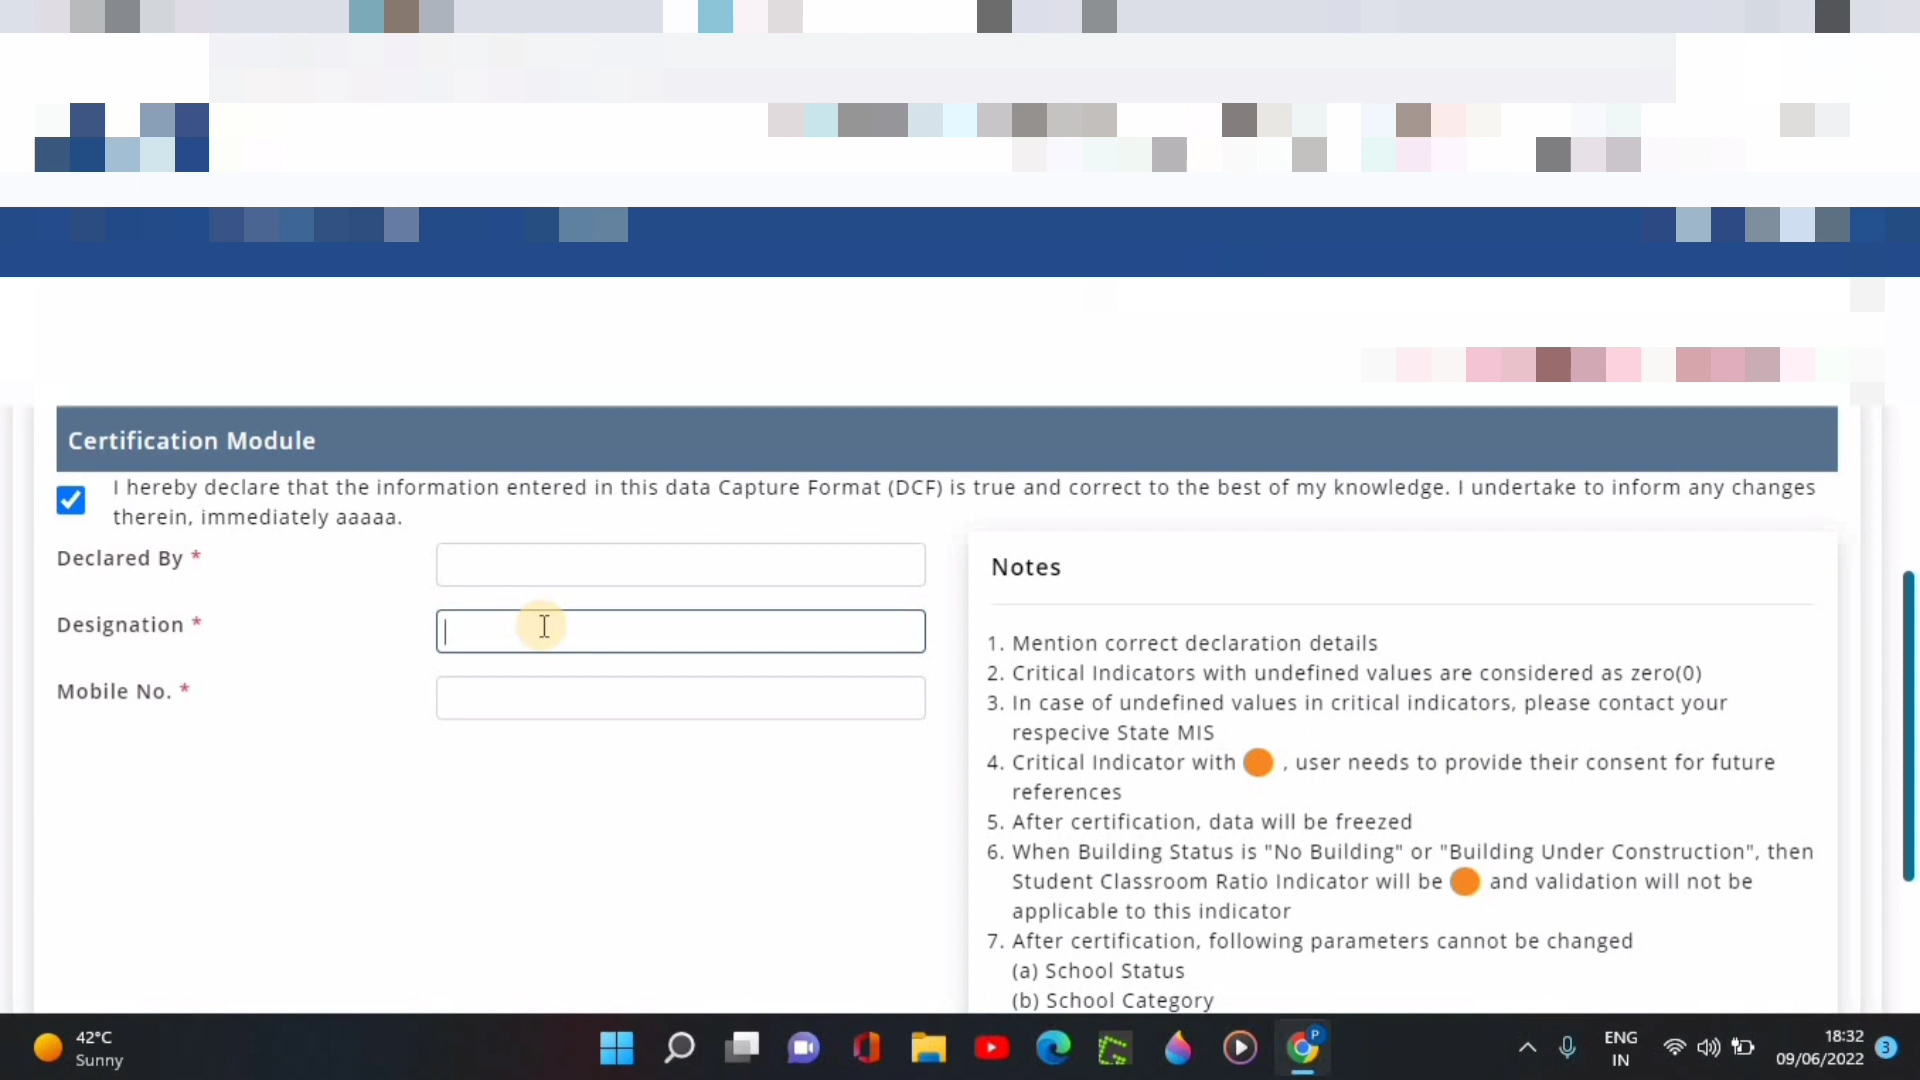 Certification Module
I hereby declare that the information entered in this data Capture Format (DCF) is true and correct to the best of my knowledge. I undertake to inform any changes
therein, immediately aaaaa.
Declared By *
Designation *
Mobile No. *
Notes
1. Mention correct declaration details
2. Critical Indicators with undefined values are considered as zero(0)
3. In case of undefined values in critical indicators, please contact your
respecive State MIS
4. Critical Indicator with , user needs to provide their consent for future
references
5. After certification, data will be freezed
6. When Building Status is "No Building" or "Building Under Construction", then
Student Classroom Ratio Indicator will be and validation will not be
applicable to this indicator
7. After certification, following parameters cannot be changed
(a) School Status
(b) School Category
42°C
Sunny
P
ENG
IN
18:32
09/06/2022
3